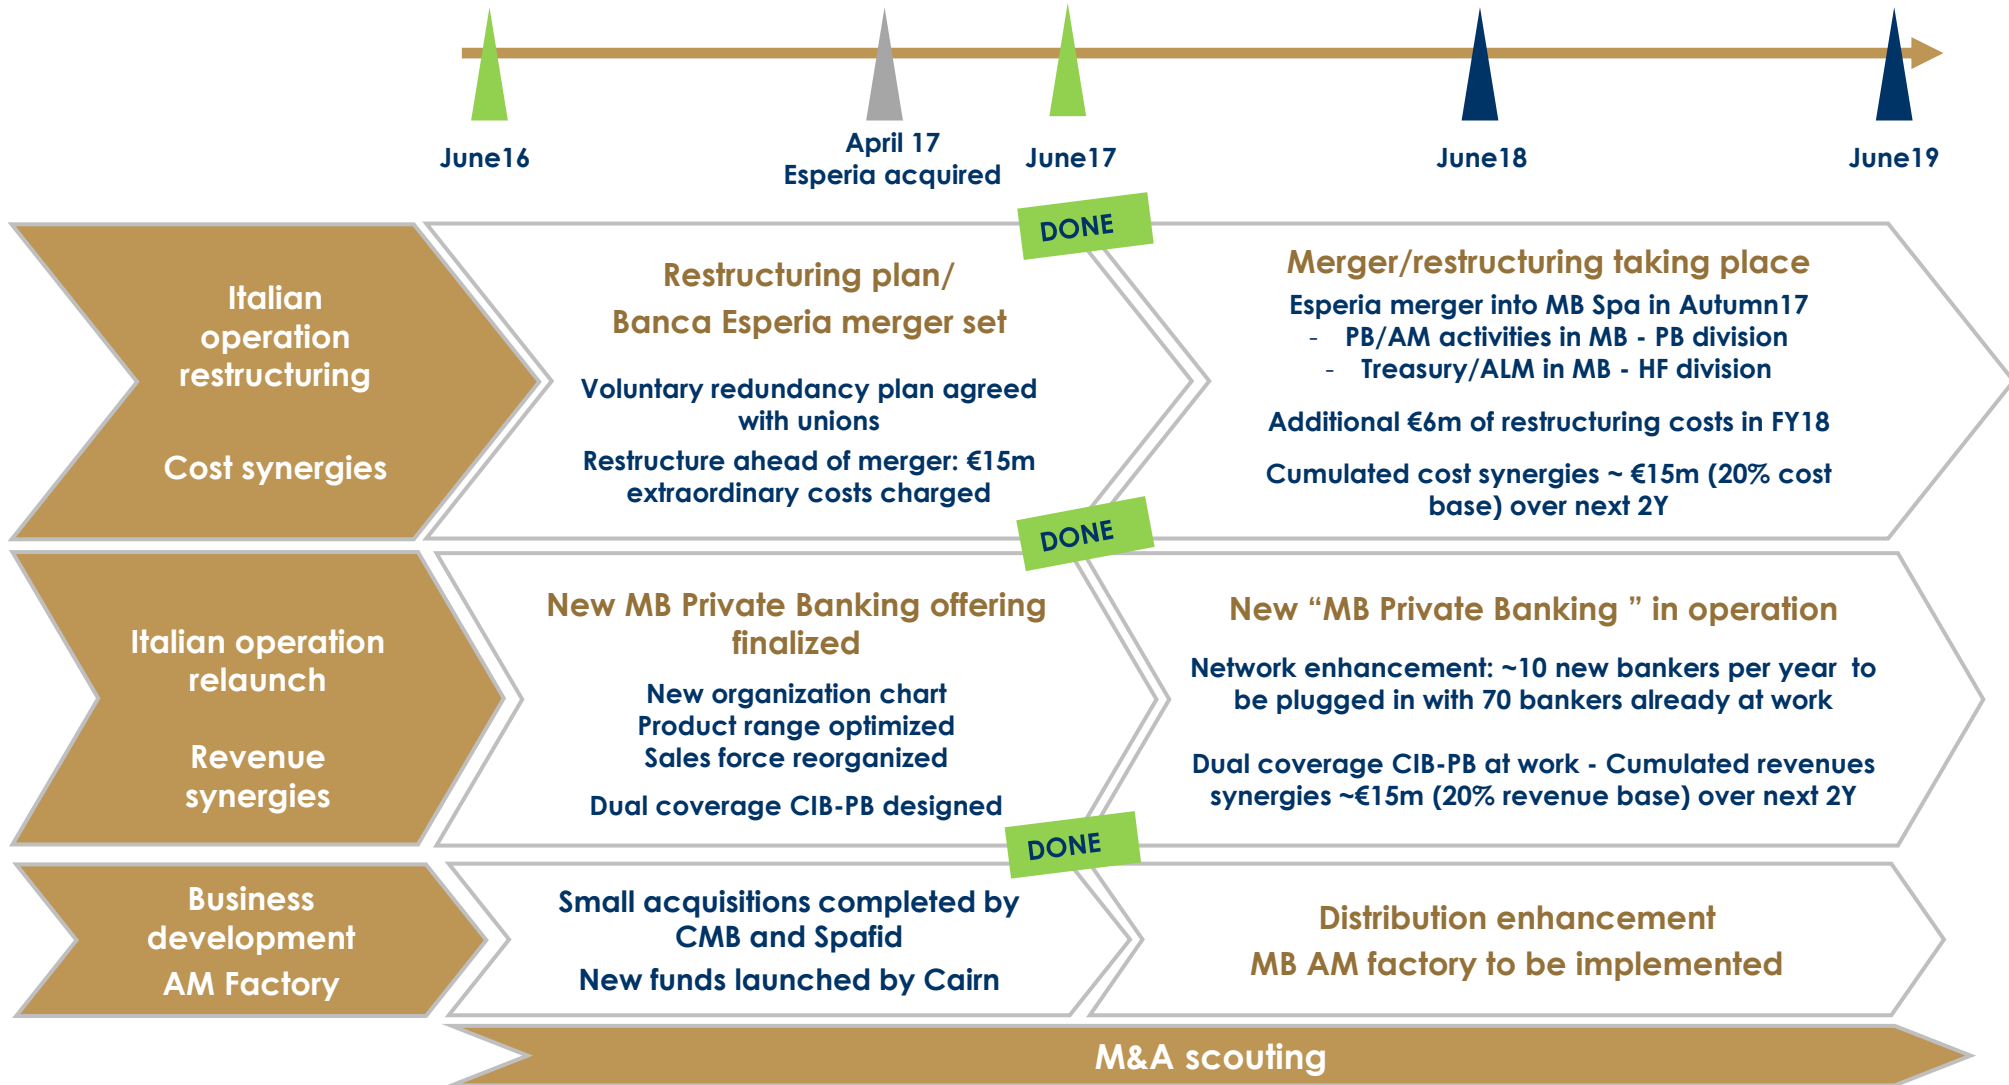 June16
April 17
Esperia acquired
June17
June18
June19
Italian
operation
restructuring
Cost synergies
DONE
Restructuring plan/
Banca Esperia merger set
Voluntary redundancy plan agreed
with unions
Restructure ahead of merger: €15m
extraordinary costs charged
Merger/restructuring taking place
Esperia merger into MB Spa in Autumn17
- PB/AM activities in MB - PB division
- Treasury/ALM in MB - HF division
Additional €6m of restructuring costs in FY18
Cumulated cost synergies ~ €15m (20% cost
base) over next 2Y
Italian operation
relaunch
Revenue
synergies
DONE
New MB Private Banking offering
finalized
New organization chart
Product range optimized
Sales force reorganized
Dual coverage CIB-PB designed
New “MB Private Banking ” in operation
Network enhancement: ~10 new bankers per year to
be plugged in with 70 bankers already at work
Dual coverage CIB-PB at work - Cumulated revenues
synergies ~€15m (20% revenue base) over next 2Y
Business
development
AM Factory
DONE
Small acquisitions completed by
CMB and Spafid
New funds launched by Cairn
Distribution enhancement
MB AM factory to be implemented
M&A scouting